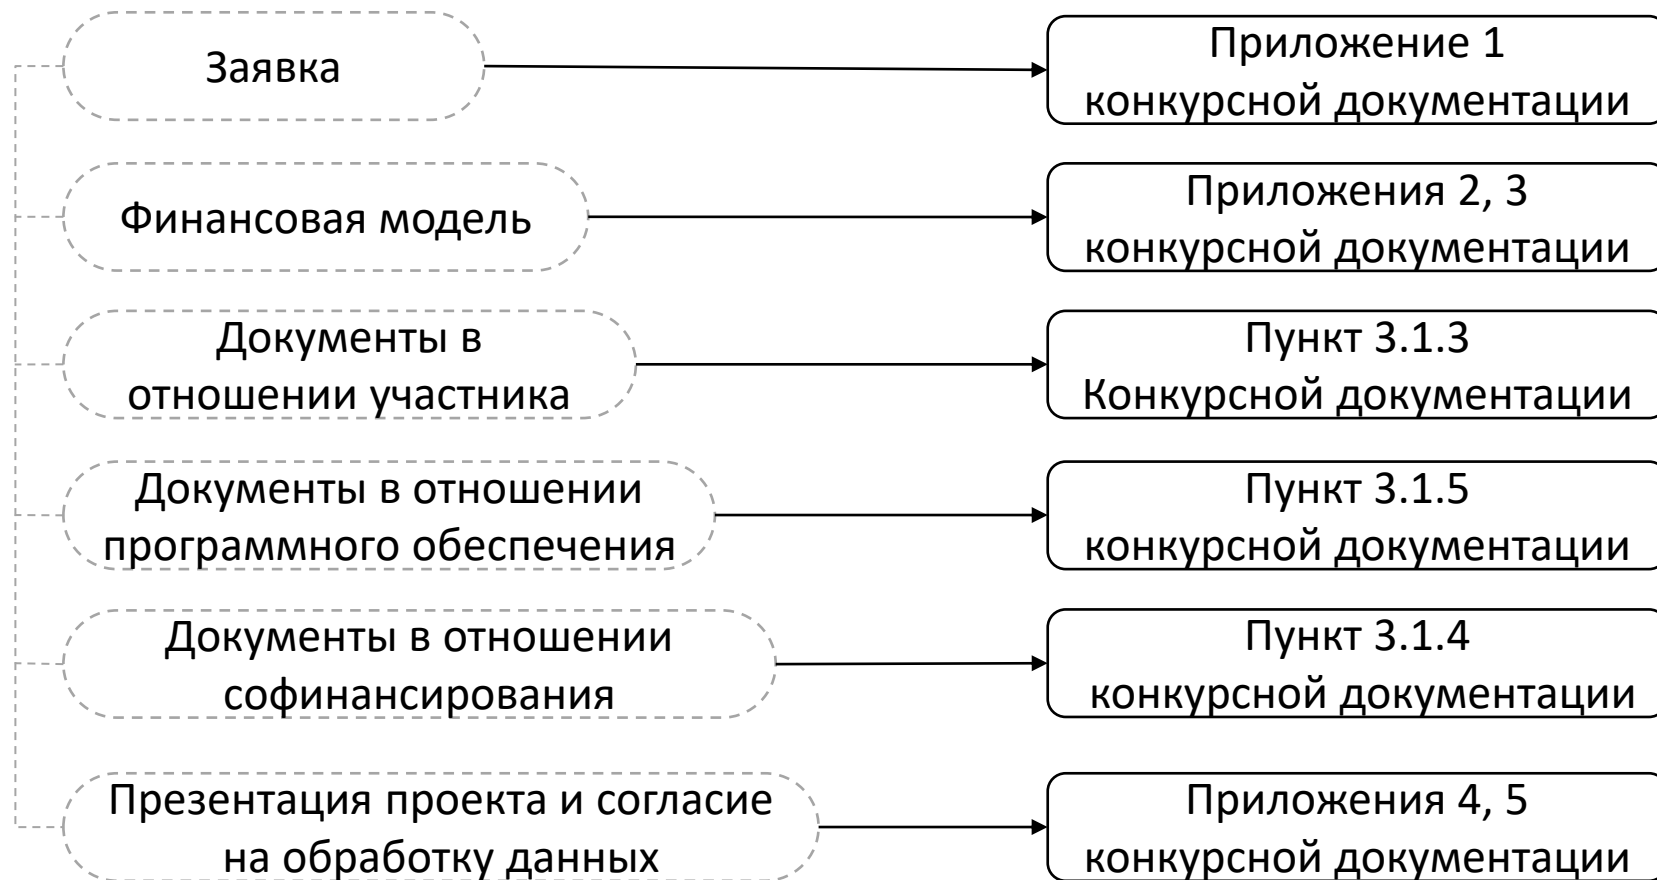 Заявка
Приложение 1
конкурсной документации
Финансовая модель
Приложения 2, 3
конкурсной документации
Документы в
отношении участника
Пункт 3.1.3
Конкурсной документации
Документы в отношении
программного обеспечения
Пункт 3.1.5
конкурсной документации
Документы в отношении
софинансирования
Пункт 3.1.4
конкурсной документации
Презентация проекта и согласие
на обработку данных
Приложения 4, 5
конкурсной документации